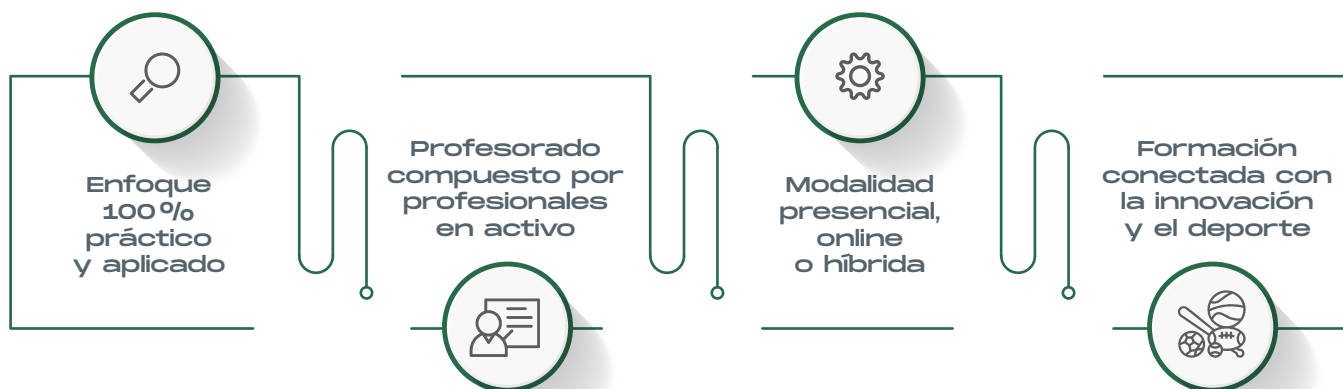 Enfoque
100%
práctico
y aplicado
Profesorado
compuesto por
profesionales
en activo
Modalidad
presencial,
online
o híbrida
Formación
conectada con
la innovación
y el deporte